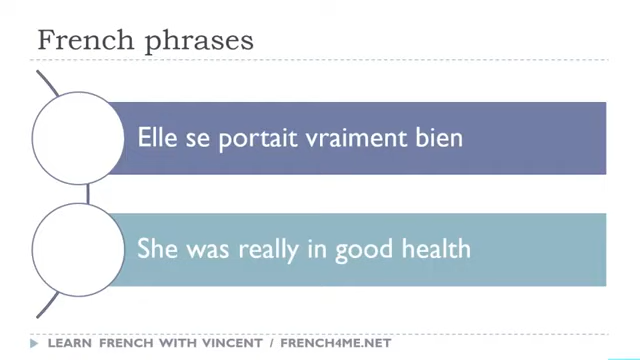 French phrases
Elle se portait vraiment bien
She was really in good health
LEARN FRENCH WITH VINCENT / FRENCH4ME.NET